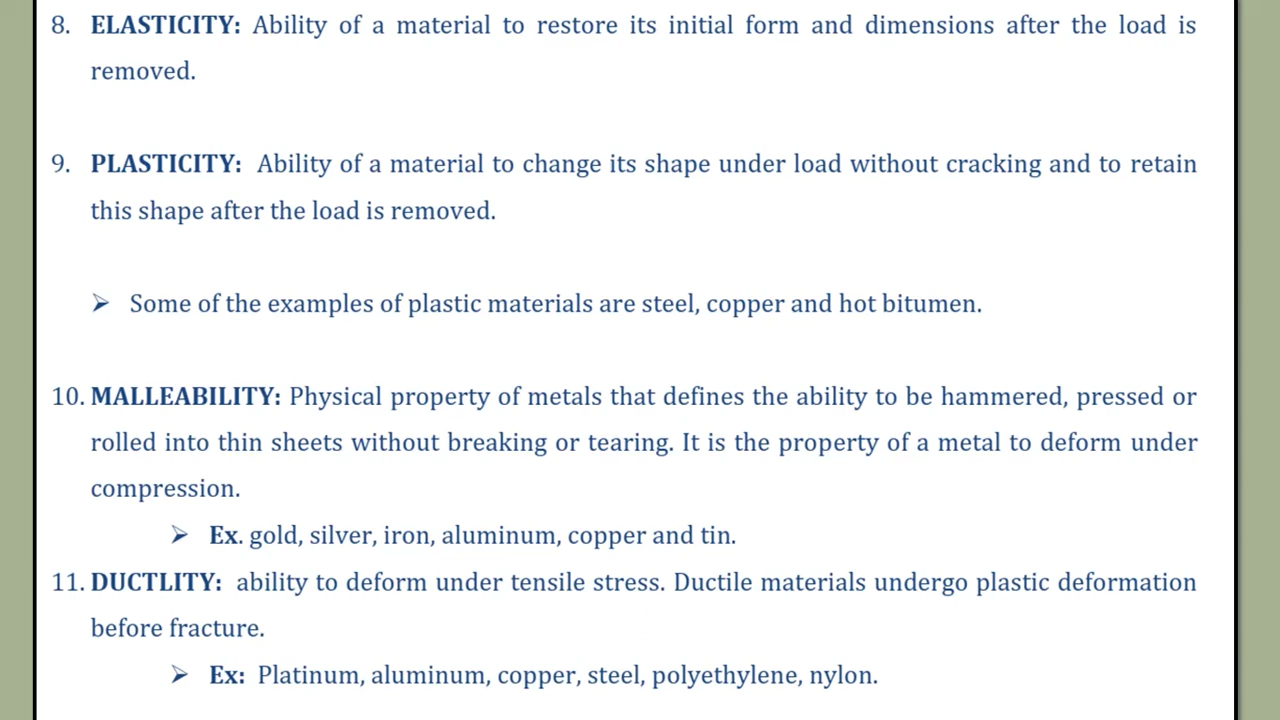 8. ELASTICITY: Ability of a material to restore its initial form and dimensions after the load is
removed.
9. PLASTICITY: Ability of a material to change its shape under load without cracking and to retain
this shape after the load is removed.
➢ Some of the examples of plastic materials are steel, copper and hot bitumen.
10. MALLEABILITY: Physical property of metals that defines the ability to be hammered, pressed or
rolled into thin sheets without breaking or tearing. It is the property of a metal to deform under
compression.
➢ Ex. gold, silver, iron, aluminum, copper and tin.
11. DUCTLITY: ability to deform under tensile stress. Ductile materials undergo plastic deformation
before fracture.
➢ Ex: Platinum, aluminum, copper, steel, polyethylene, nylon.